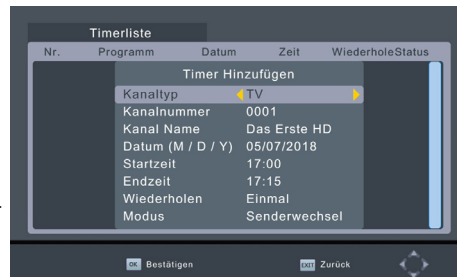 Timerliste
Nr. Programm Datum Zeit WiederholeStatus
Timer Hinzufügen
Kanaltyp TV
Kanalnummer 0001
Kanal Name Das Erste HD
Datum (M / D / Y) 05/07/2018
Startzeit 17:00
Endzeit 17:15
Wiederholen Einmal
Modus Senderwechsel
OK Bestätigen EXIT Zurück